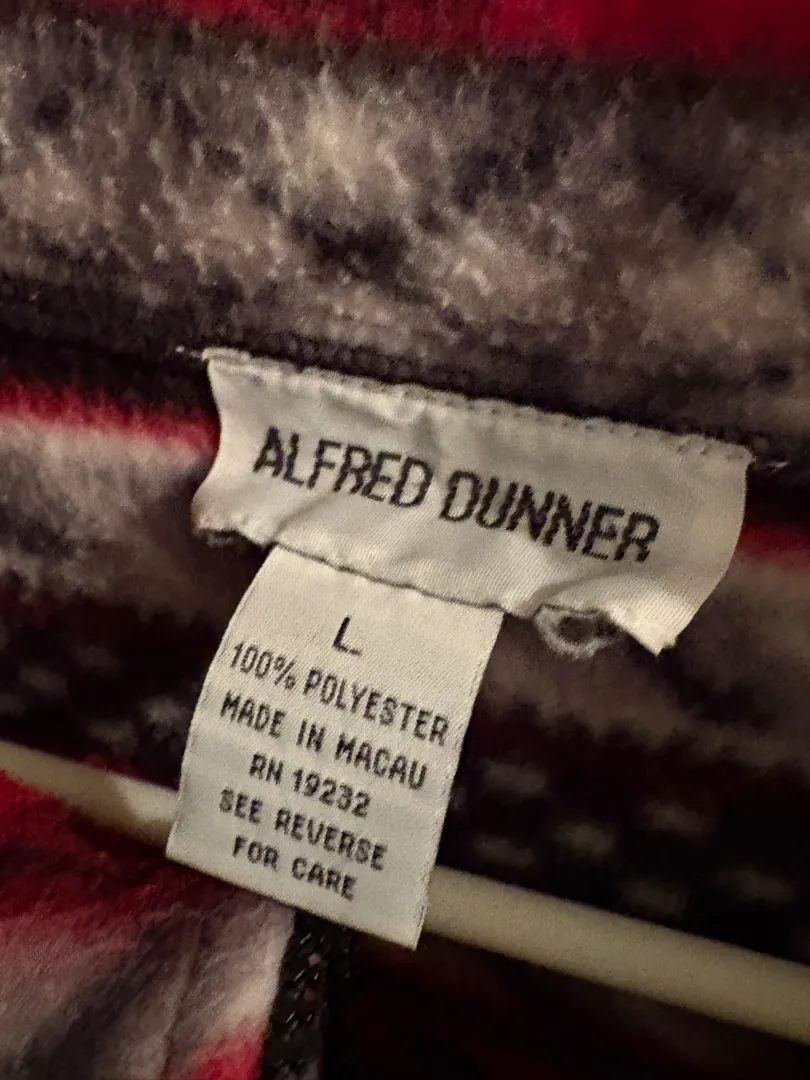 ALFRED DUNNER
L
100% POLYESTER
MADE IN MACAU
RN 19232
SEE REVERSE
FOR CARE